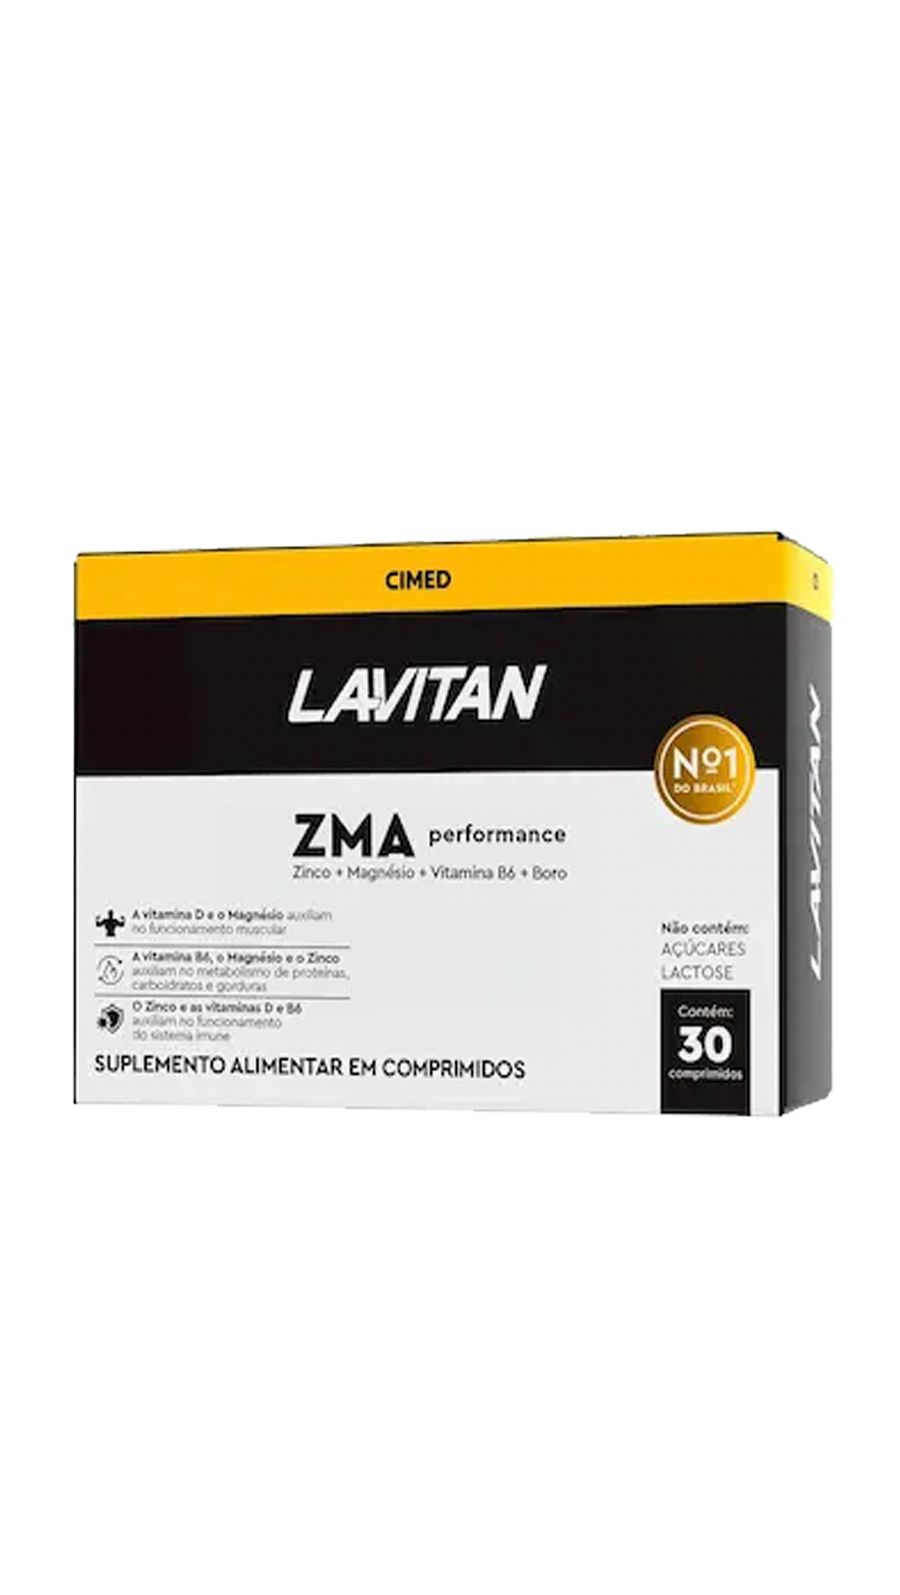 CIMED
LAVITAN
Nº1
DO BRASIL*
ZMA performance
Zinco + Magnésio + Vitamina B6 + Boro
A vitamina D e o Magnésio auxiliam
no funcionamento muscular
A vitamina B6, o Magnésio e o Zinco
auxiliam no metabolismo de proteínas,
carboidratos e gorduras
O Zinco e as vitaminas D e B6
auxiliam no funcionamento
do sistema imune
SUPLEMENTO ALIMENTAR EM COMPRIMIDOS
Não contém:
AÇÚCARES
LACTOSE
Contém:
30
comprimidos
LAVITAN